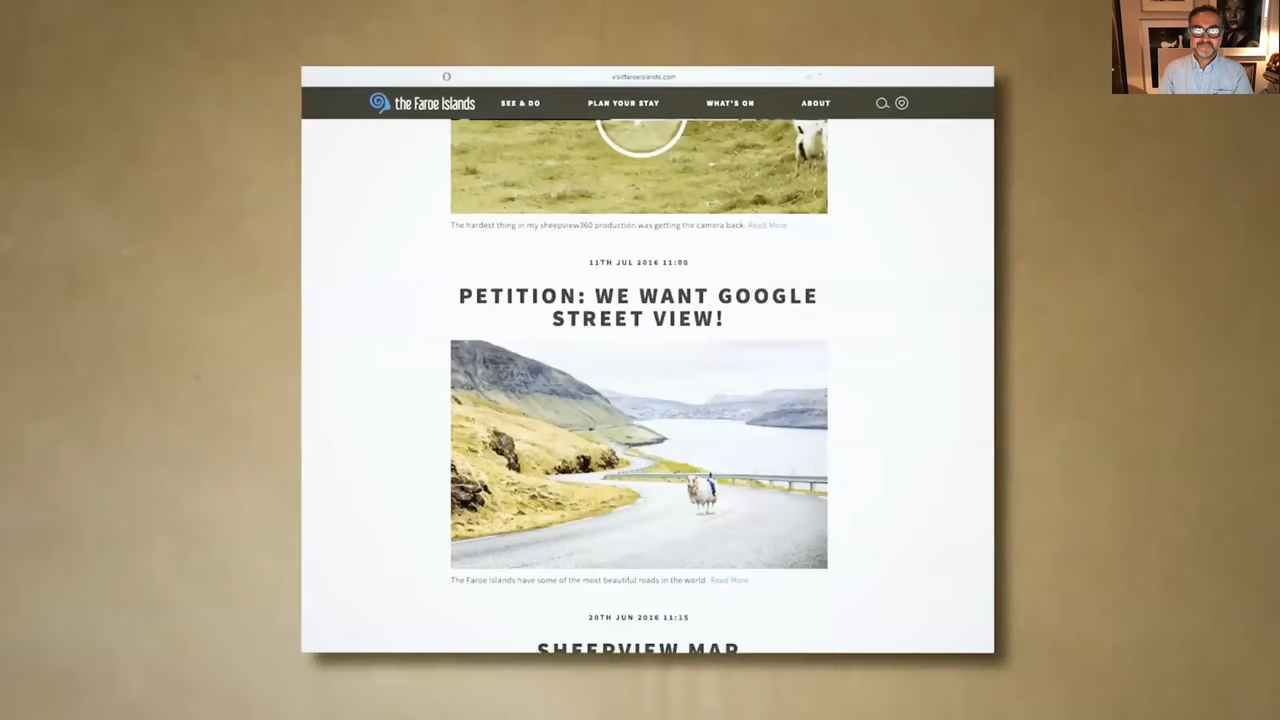 visitfaroeislands.com
the Faroe Islands SEE & DO PLAN YOUR STAY WHAT'S ON ABOUT
The hardest thing in my sheepview360 production was getting the camera back. Read More
11TH JUL 2016 11:00
PETITION: WE WANT GOOGLE
STREET VIEW!
The Faroe Islands have some of the most beautiful roads in the world. Read More
20TH JUN 2016 11:15
SHEEPVIEW MAP